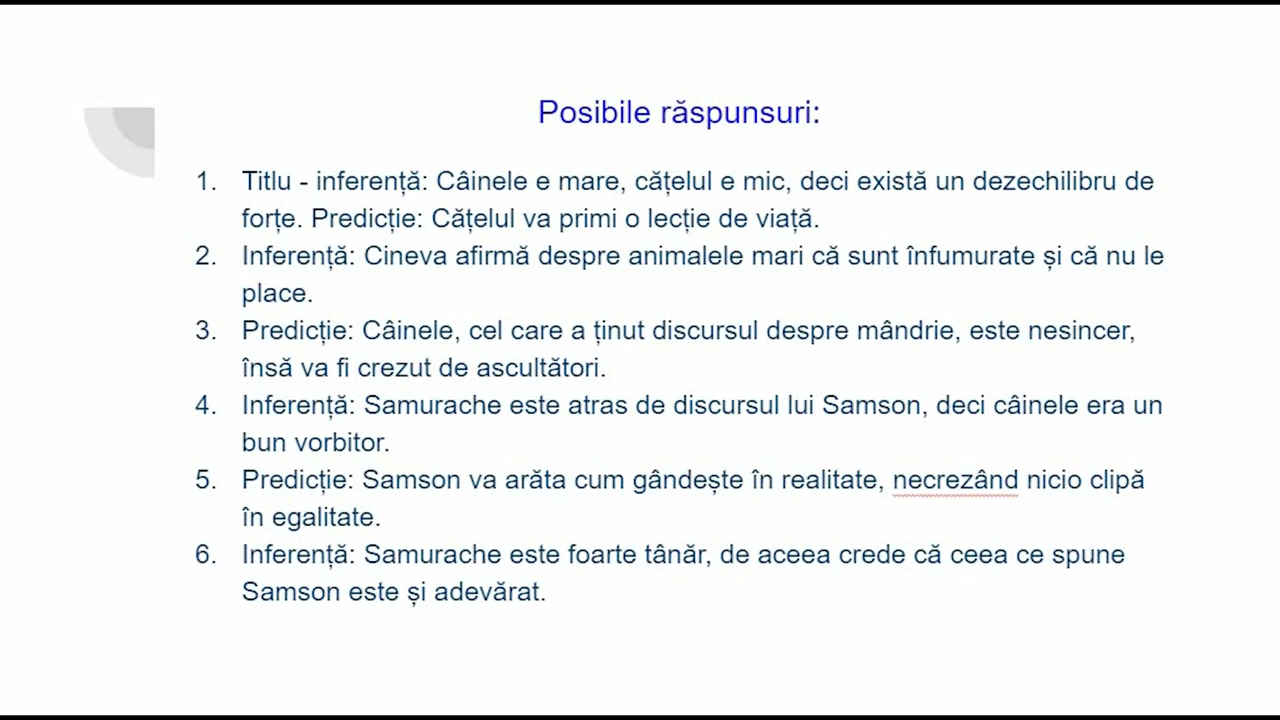 Posibile răspunsuri:
1. Titlu - inferență: Câinele e mare, cățelul e mic, deci există un dezechilibru de
forțe. Predicție: Cățelul va primi o lecție de viață.
2. Inferență: Cineva afirmă despre animalele mari că sunt înfumurate și că nu le
place.
3. Predicție: Câinele, cel care a ținut discursul despre mândrie, este nesincer,
însă va fi crezut de ascultători.
4. Inferență: Samurache este atras de discursul lui Samson, deci câinele era un
bun vorbitor.
5. Predicție: Samson va arăta cum gândește în realitate, necrezând nicio clipă
în egalitate.
6. Inferență: Samurache este foarte tânăr, de aceea crede că ceea ce spune
Samson este și adevărat.